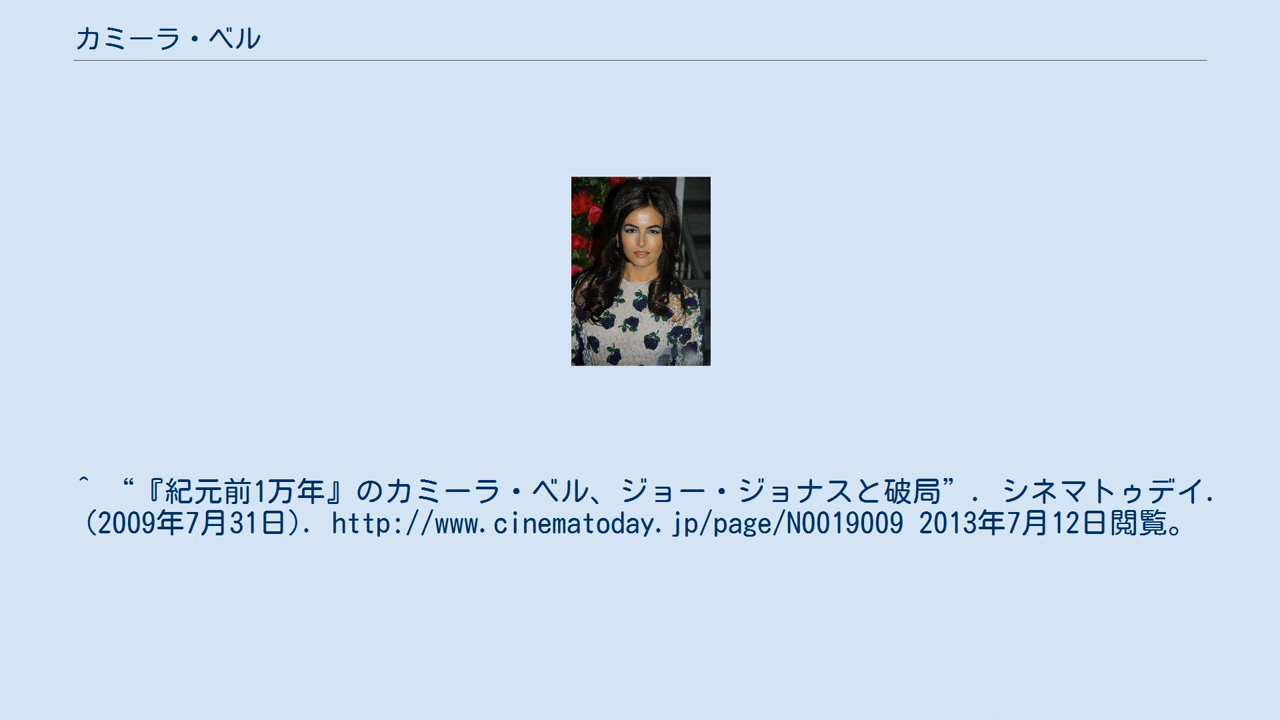 カミーラ・ベル
^ “『紀元前1万年』のカミーラ・ベル、ジョー・ジョナスと破局”. シネマトゥデイ.
(2009年7月31日). http://www.cinematoday.jp/page/N0019009 2013年7月12日閲覧。